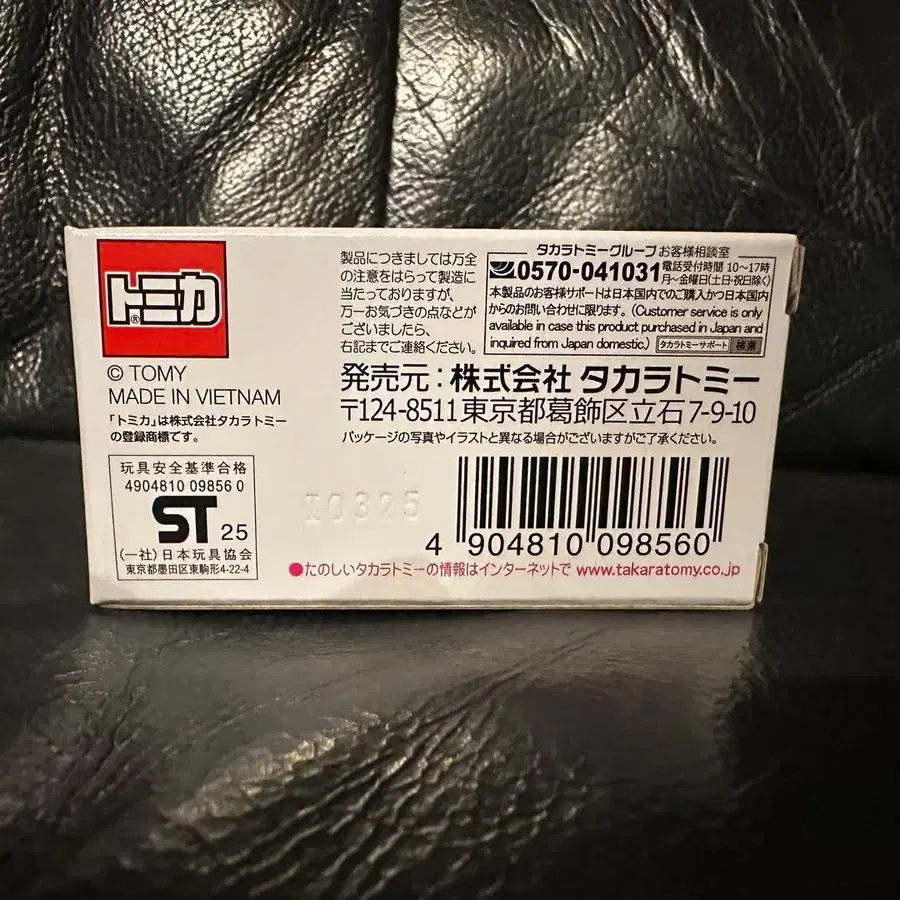 トミカ®
© TOMY
MADE IN VIETNAM
「トミカ」は株式会社タカラトミー
の登録商標です。
玩具安全基準合格
4904810 09856 0
ST 25
(一社)日本玩具協会
東京都墨田区東駒形4-22-4
製品につきましては万全
の注意をはらって製造に
当たっておりますが、
万一お気づきの点などが
ございましたら、
右記までご連絡ください。
タカラトミーグループ お客様相談室
0570-041031 電話受付時間 10〜17時
月〜金曜日(土日・祝日除く)
本製品のお客様サポートは日本国内でのご購入かつ日本国内
からのお問い合わせに限ります。(Customer service is only
available in case this product purchased in Japan and
inquired from Japan domestic.) タカラトミーサポート 検索
発売元：株式会社 タカラトミー
〒124-8511東京都葛飾区立石7-9-10
パッケージの写真やイラストと異なる場合がございますがご了承ください。
I0325
4 904810 098560
●たのしいタカラトミーの情報はインターネットで www.takaratomy.co.jp